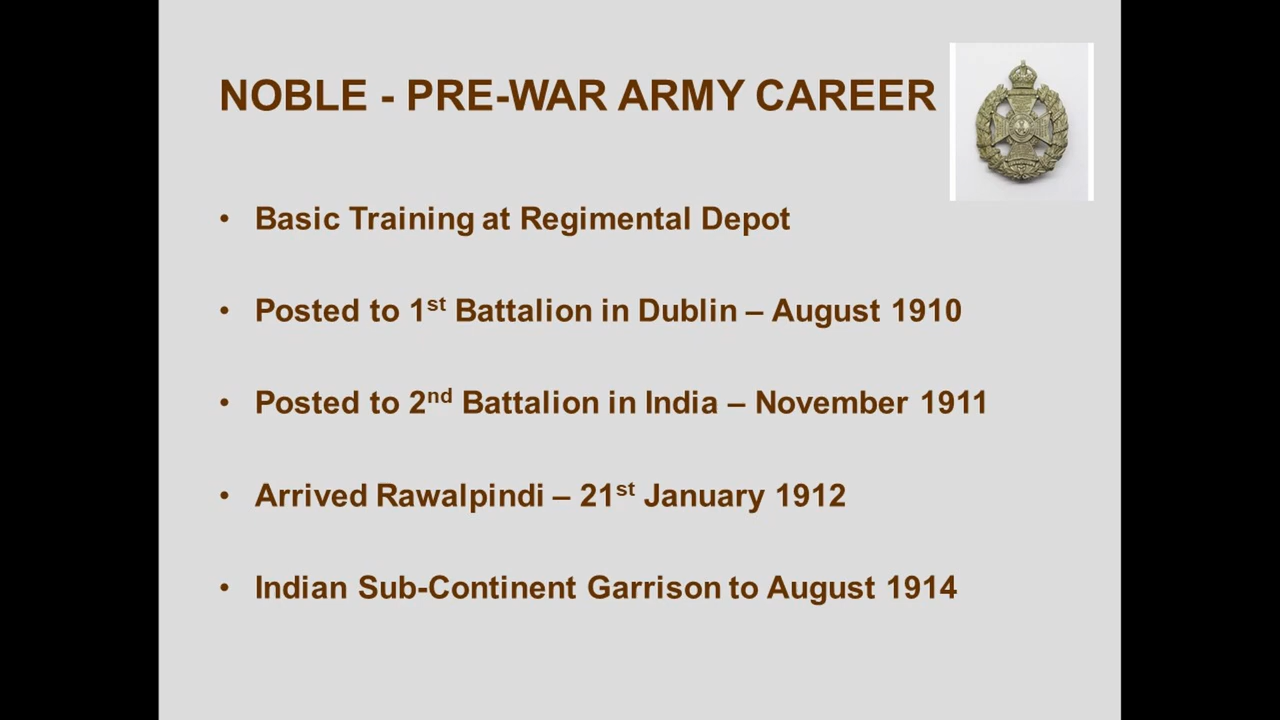 NOBLE - PRE-WAR ARMY CAREER
• Basic Training at Regimental Depot
• Posted to 1st Battalion in Dublin – August 1910
• Posted to 2nd Battalion in India – November 1911
• Arrived Rawalpindi – 21st January 1912
• Indian Sub-Continent Garrison to August 1914